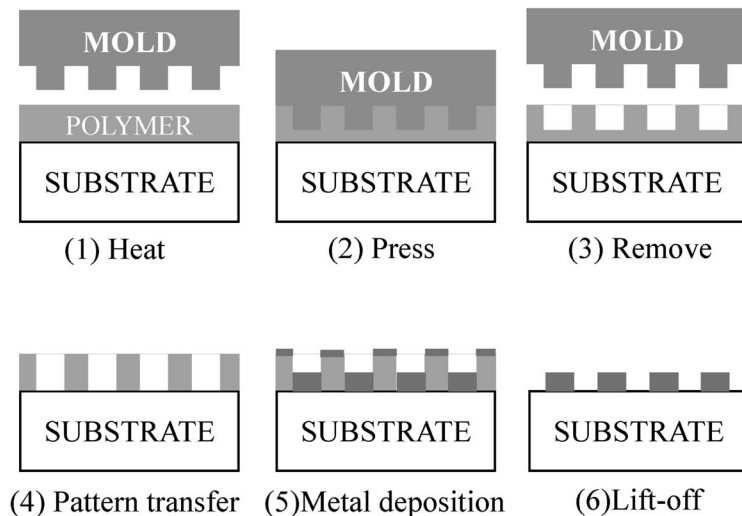 MOLD
POLYMER
SUBSTRATE
(1) Heat
MOLD
SUBSTRATE
(2) Press
MOLD
SUBSTRATE
(3) Remove
SUBSTRATE
(4) Pattern transfer
SUBSTRATE
(5)Metal deposition
SUBSTRATE
(6)Lift-off